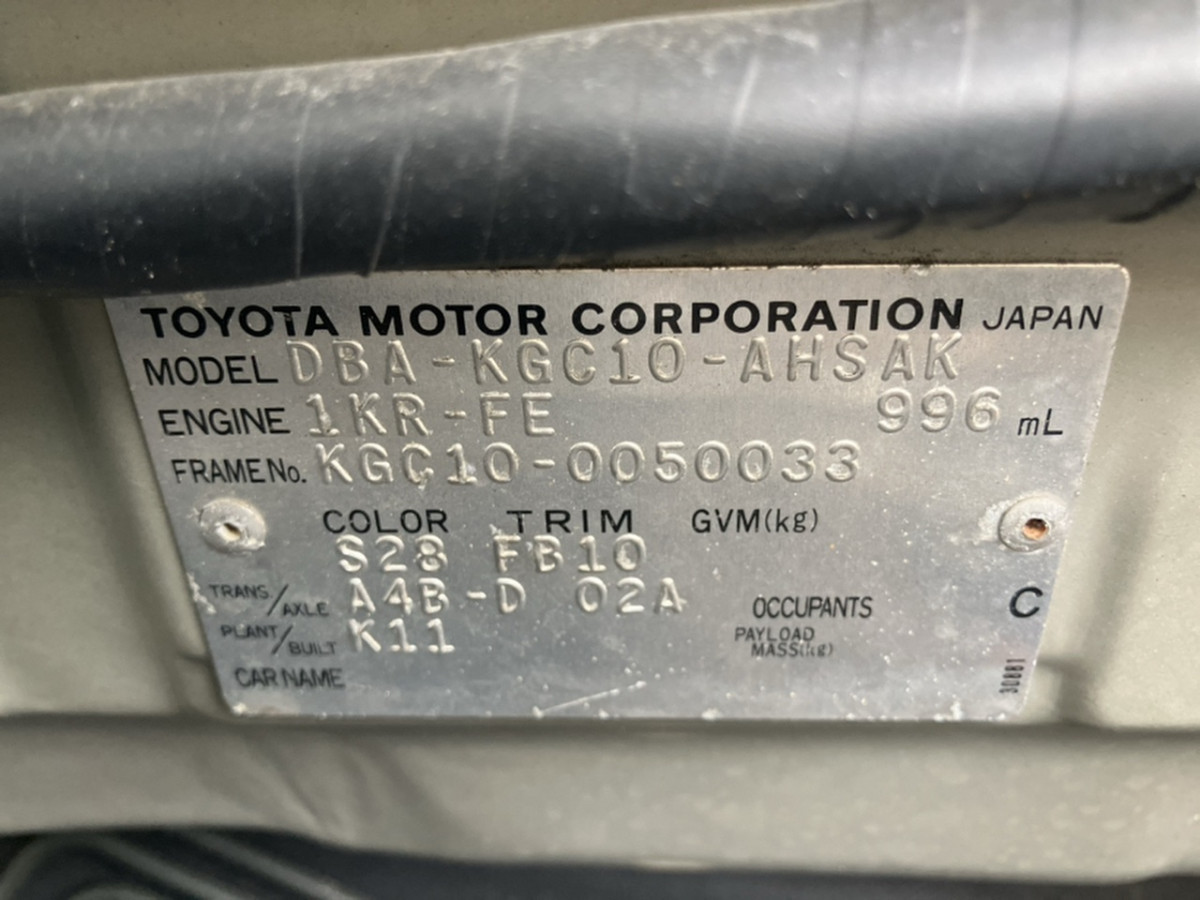 TOYOTA MOTOR CORPORATION JAPAN
MODEL DBA-KGC10-AHSAK
ENGINE 1KR-FE 996 mL
FRAME No. KGC10-0050033
COLOR TRIM GVM(kg)
S28 FB10
TRANS./AXLE A4B-D 02A OCCUPANTS C
PLANT/BUILT K11 PAYLOAD MASS(kg)
CAR NAME
30881